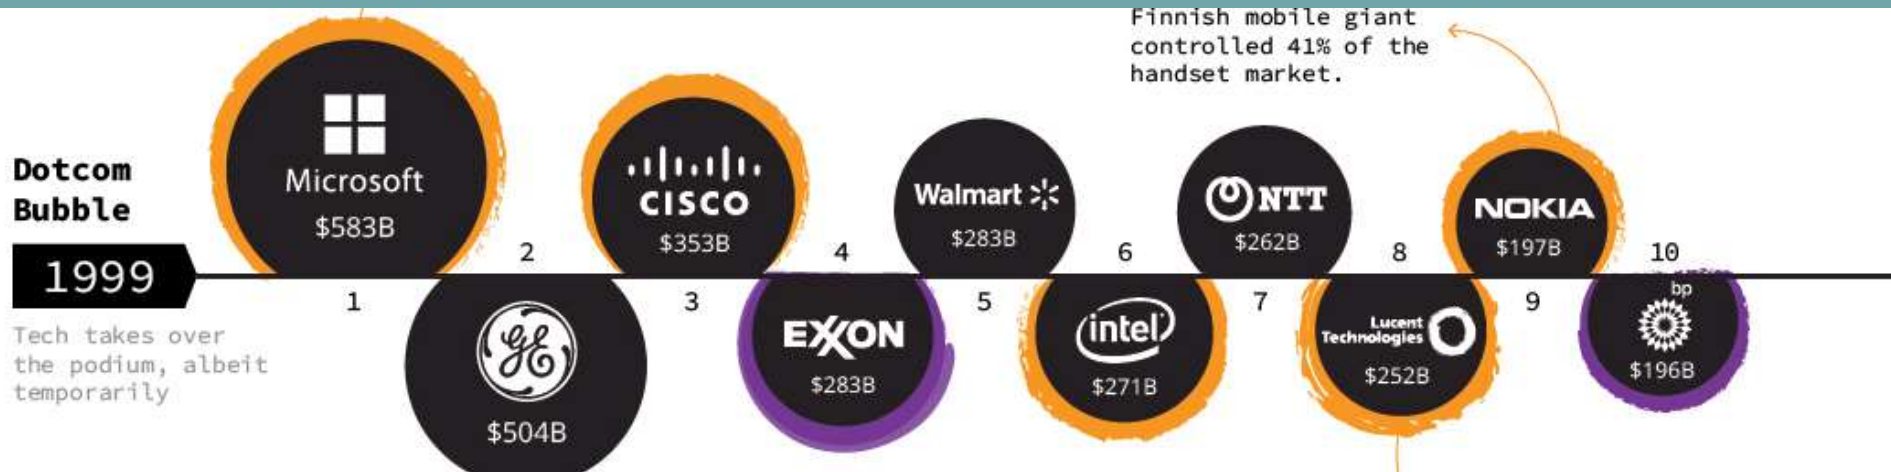 Finnish mobile giant
controlled 41% of the
handset market.
Dotcom
Bubble
1999
Tech takes over
the podium, albeit
temporarily
Microsoft
$583B
1
2
GE
$504B
CISCO
$353B
3
4
EXXON
$283B
Walmart
$283B
5
6
intel
$271B
NTT
$262B
7
8
Lucent
Technologies
$252B
NOKIA
$197B
9
10
bp
$196B